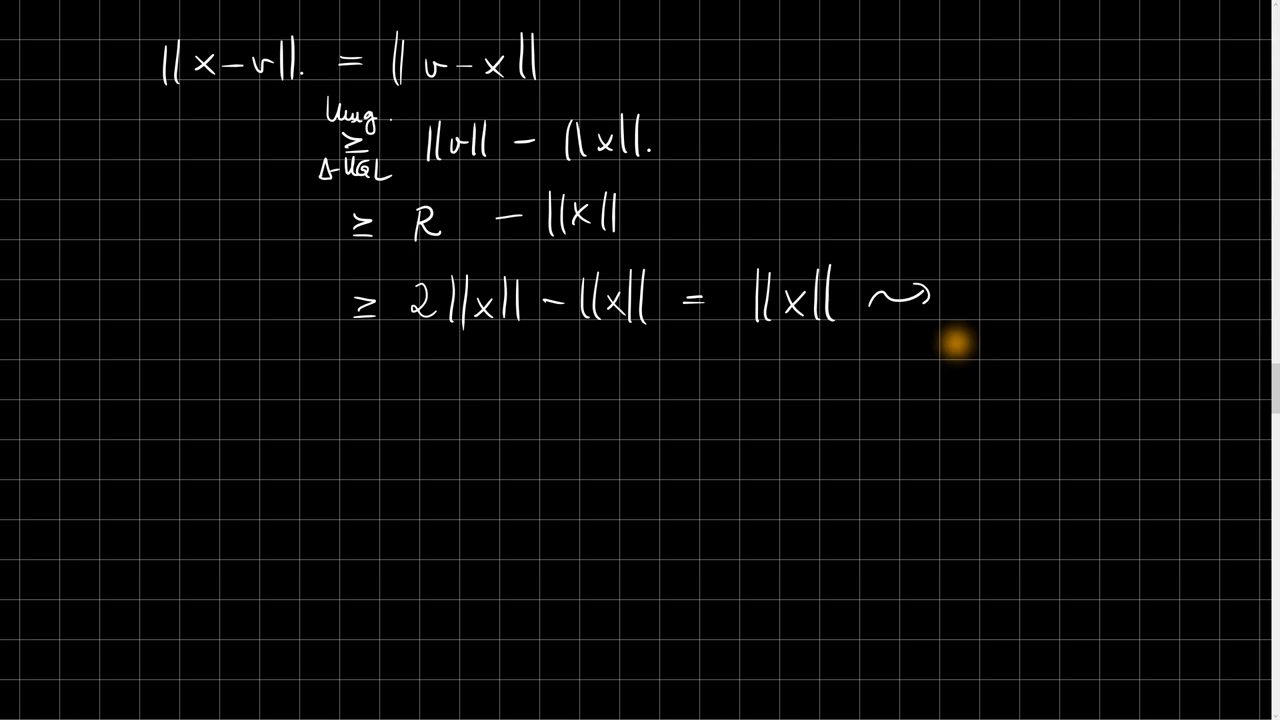 ||x-v||. = ||v-x||
Umg.
≥ ||v|| - ||x||.
Δ-UGL
≥ R - ||x||
≥ 2||x|| - ||x|| = ||x|| ⤳